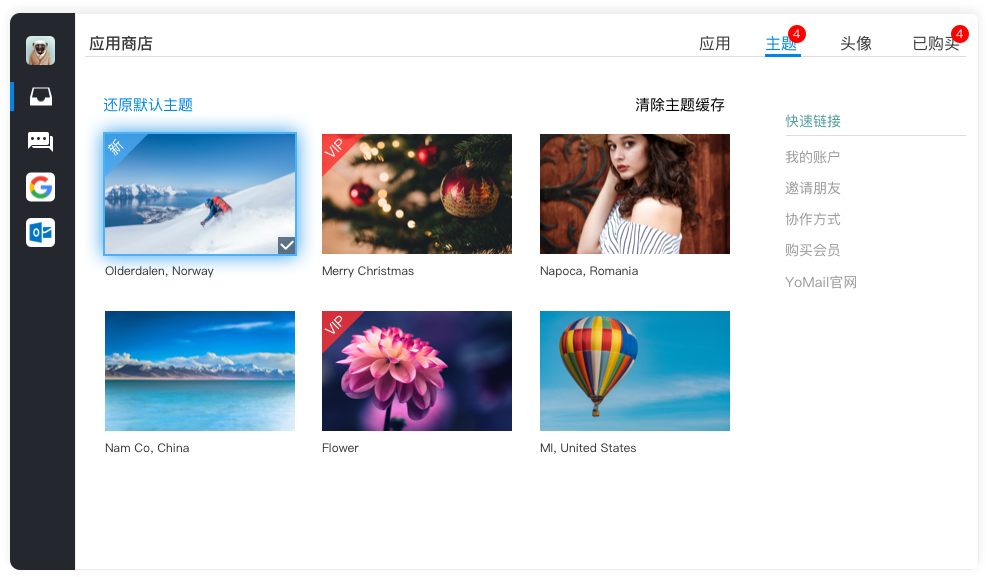 应用商店
应用
主题
4
头像
已购买
4
还原默认主题
清除主题缓存
快速链接
新
VIP
我的账户
邀请朋友
协作方式
购买会员
YoMail官网
Olderdalen, Norway
Merry Christmas
Napoca, Romania
VIP
Nam Co, China
Flower
MI, United States